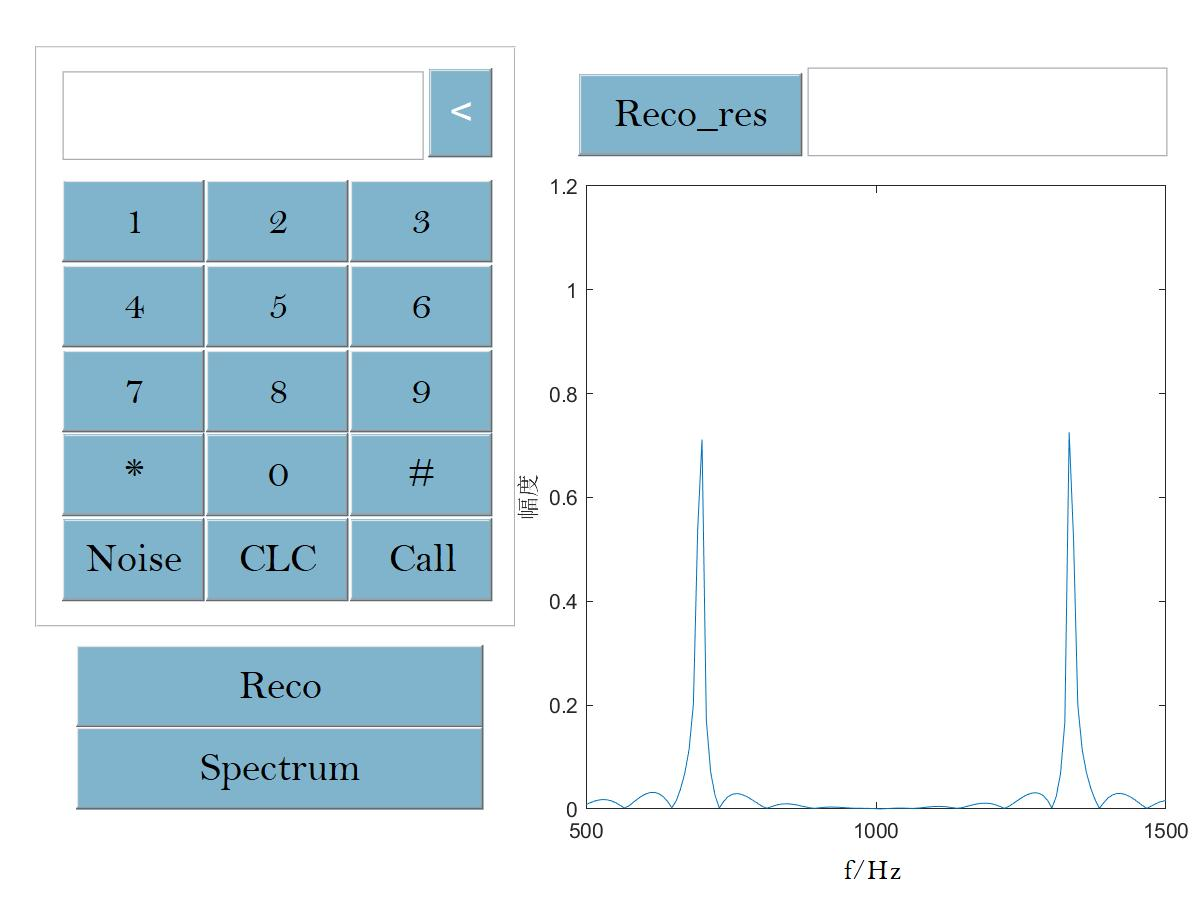 <
1 2 3
4 5 6
7 8 9
* 0 #
Noise CLC Call
Reco
Spectrum
Reco_res
1.2
1
0.8
0.6
0.4
0.2
0
幅度
500 1000 1500
f/Hz